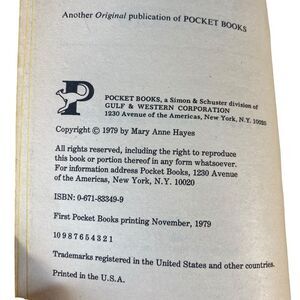 Another Original publication of POCKET BOOKS
P
POCKET BOOKS, a Simon & Schuster division of
GULF & WESTERN CORPORATION
1230 Avenue of the Americas, New York, N.Y. 10020
Copyright © 1979 by Mary Anne Hayes
All rights reserved, including the right to reproduce
this book or portion thereof in any form whatsoever.
For information address Pocket Books, 1230 Avenue
of the Americas, New York, N.Y. 10020
ISBN: 0-671-83349-9
First Pocket Books printing November, 1979
10 9 8 7 6 5 4 3 2 1
Trademarks registered in the United States and other countries.
Printed in the U.S.A.